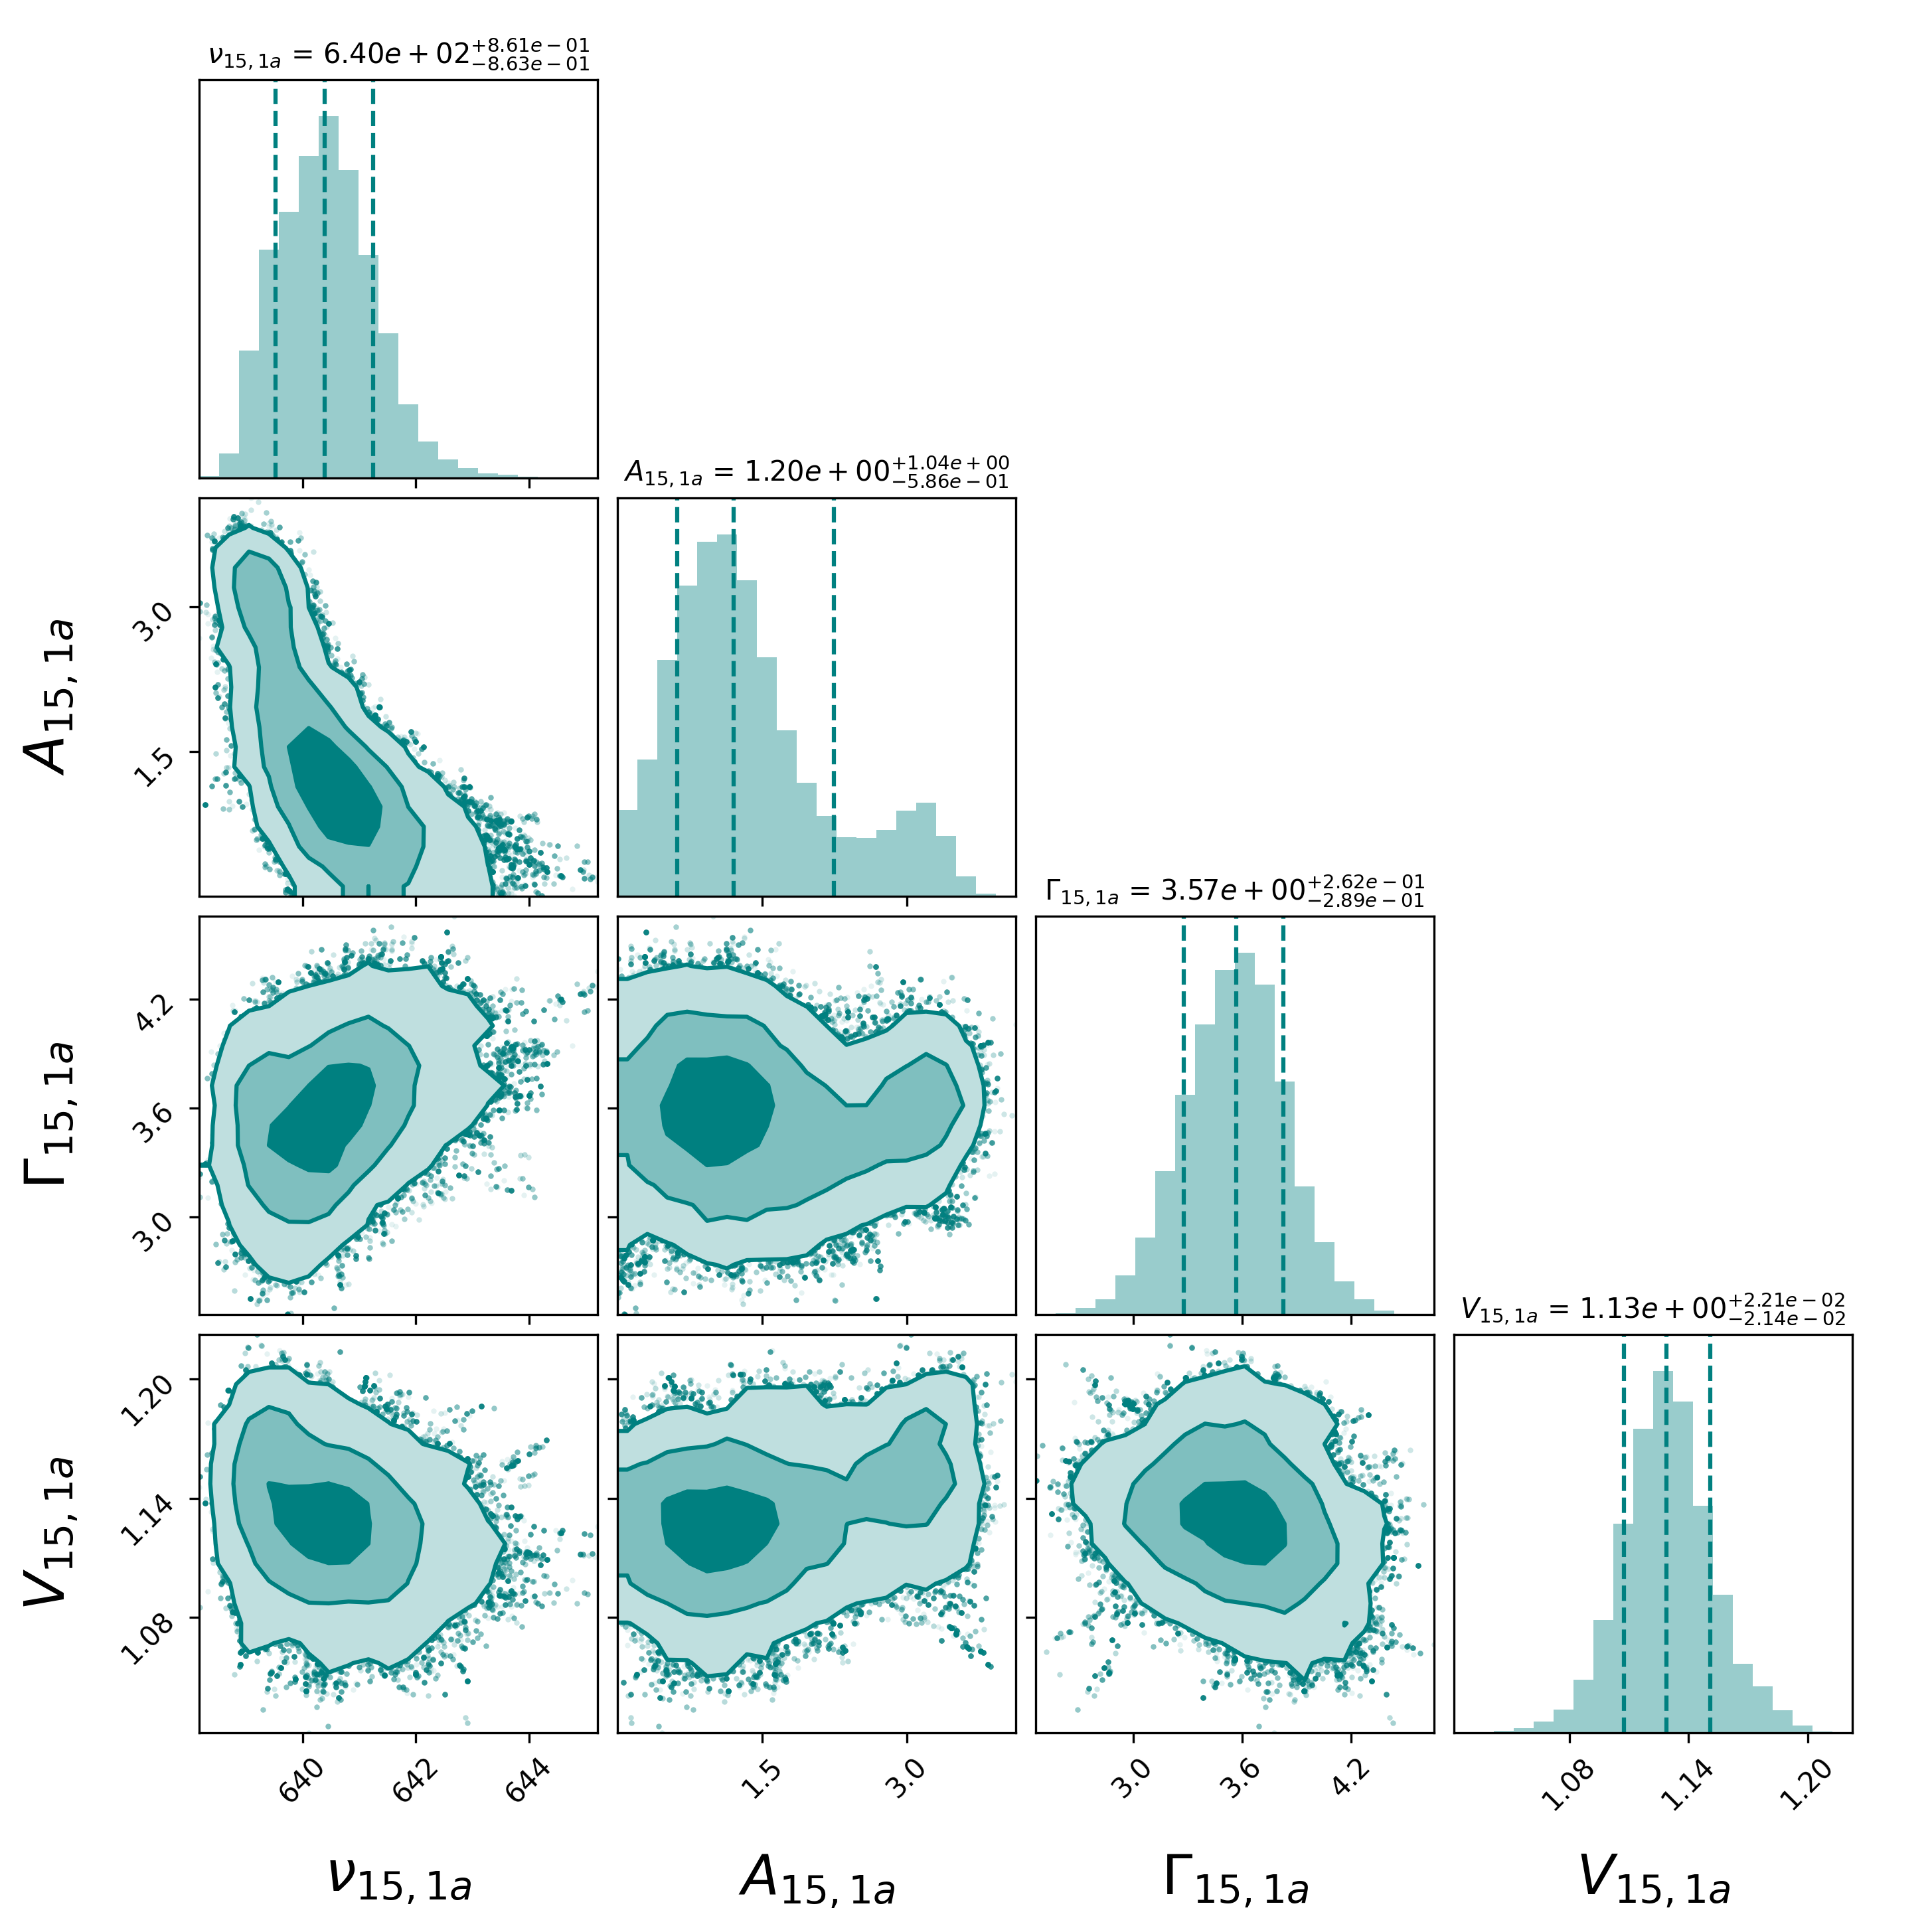 ν15, 1a = 6.40e + 02 +8.61e − 01 −8.63e − 01
A15, 1a = 1.20e + 00 +1.04e + 00 −5.86e − 01
3.0
1.5
A15, 1a
Γ15, 1a = 3.57e + 00 +2.62e − 01 −2.89e − 01
4.2
3.6
3.0
Γ15, 1a
V15, 1a = 1.13e + 00 +2.21e − 02 −2.14e − 02
1.20
1.14
1.08
V15, 1a
640 642 644 1.5 3.0 3.0 3.6 4.2 1.08 1.14 1.20
ν15, 1a A15, 1a Γ15, 1a V15, 1a